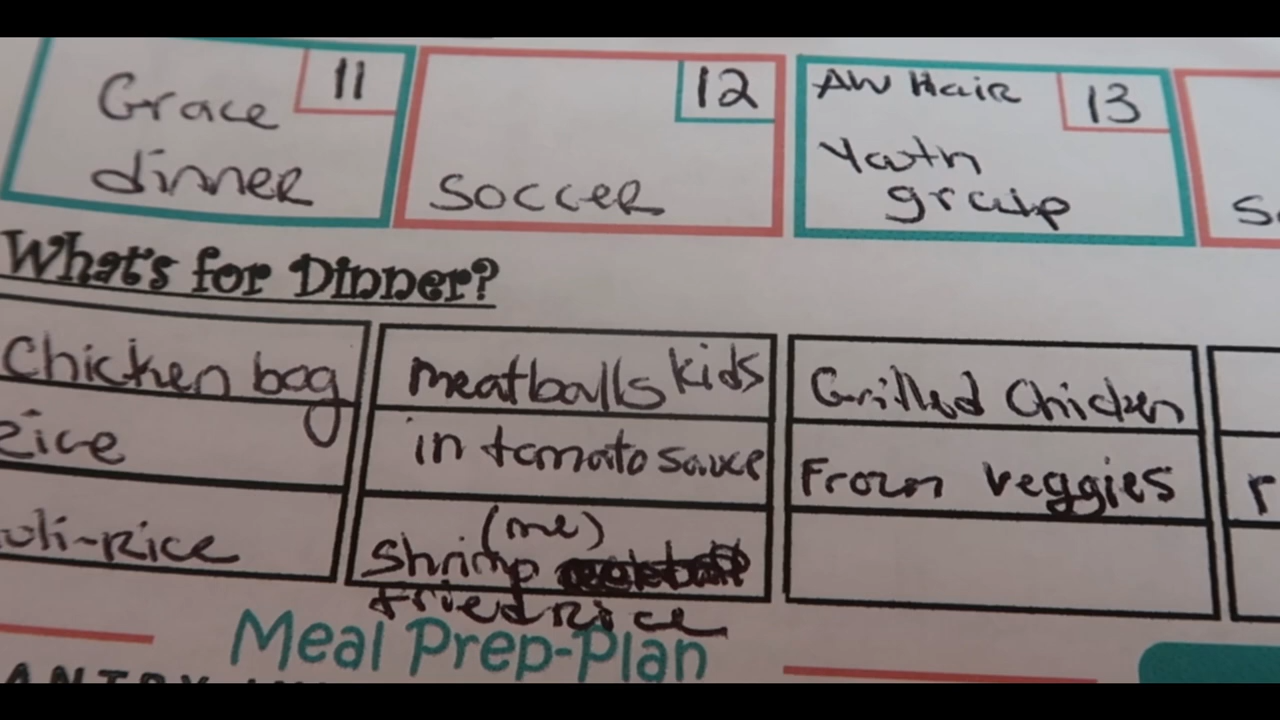 Grace
dinner
11
12
Soccer
AW Hair
13
Youth
group
What's for Dinner?
Chicken bag
Rice
meatballs kids
in tomato sauce
(me)
Shrimp
fried Rice
Grilled Chicken
Frozn veggies
Meal Prep-Plan